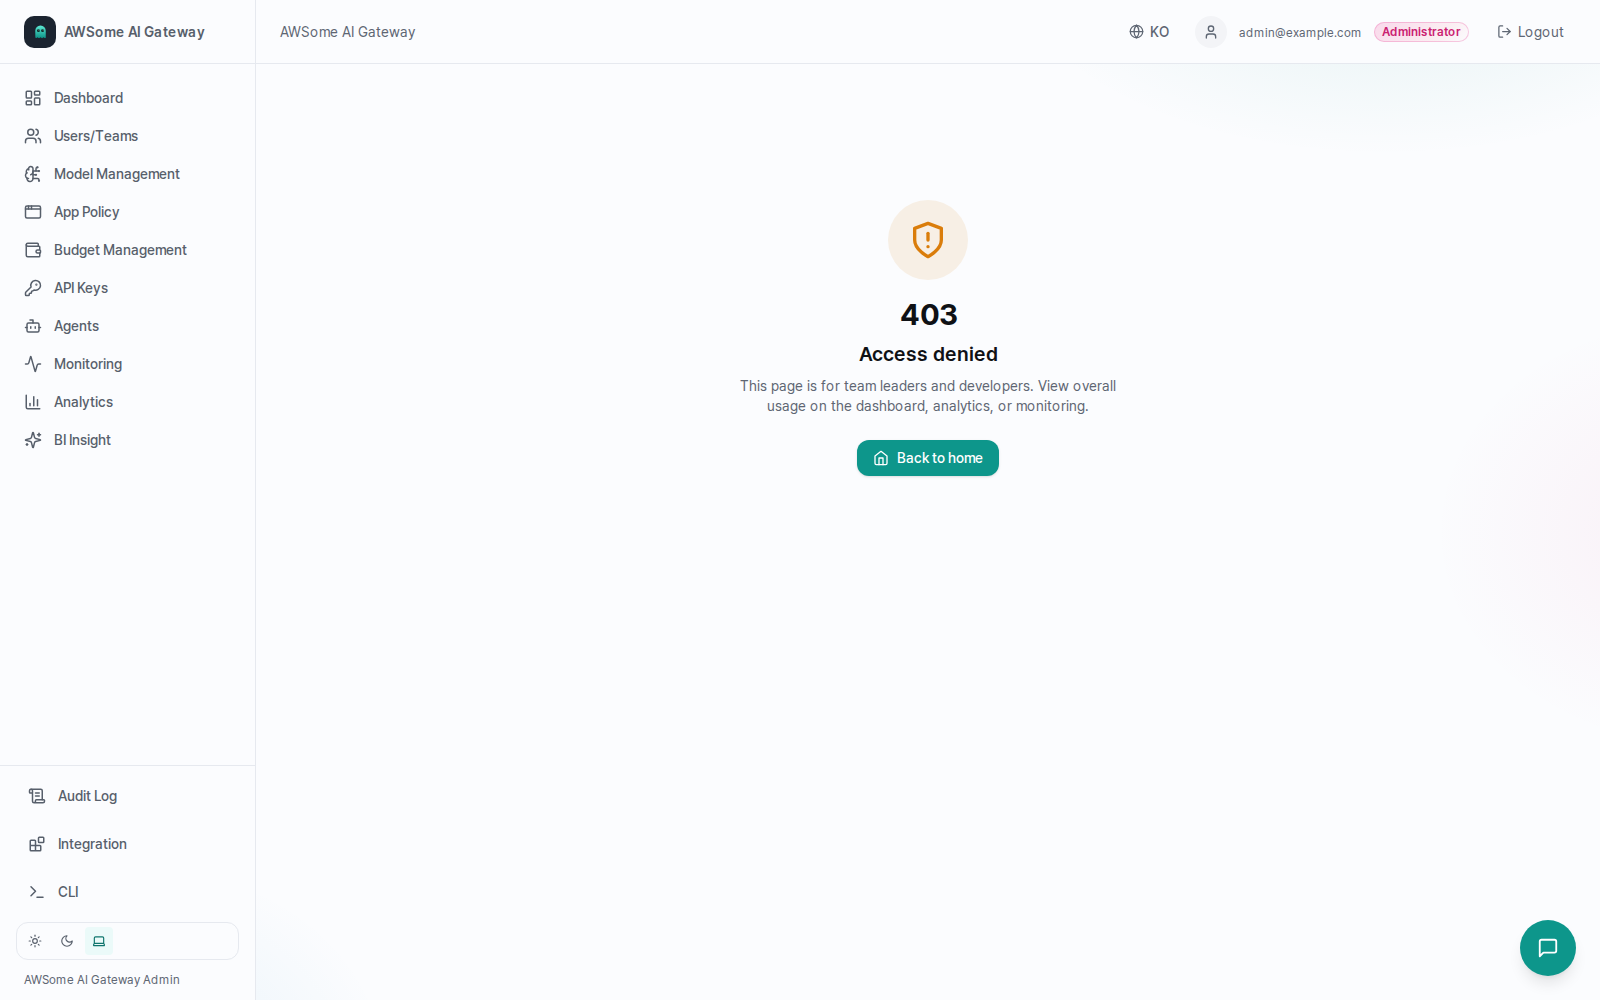 AWSome AI Gateway
AWSome AI Gateway
KO
admin@example.com
Administrator
Logout
Dashboard
Users/Teams
Model Management
App Policy
Budget Management
API Keys
Agents
Monitoring
Analytics
BI Insight
403
Access denied
This page is for team leaders and developers. View overall
usage on the dashboard, analytics, or monitoring.
Back to home
Audit Log
Integration
CLI
AWSome AI Gateway Admin